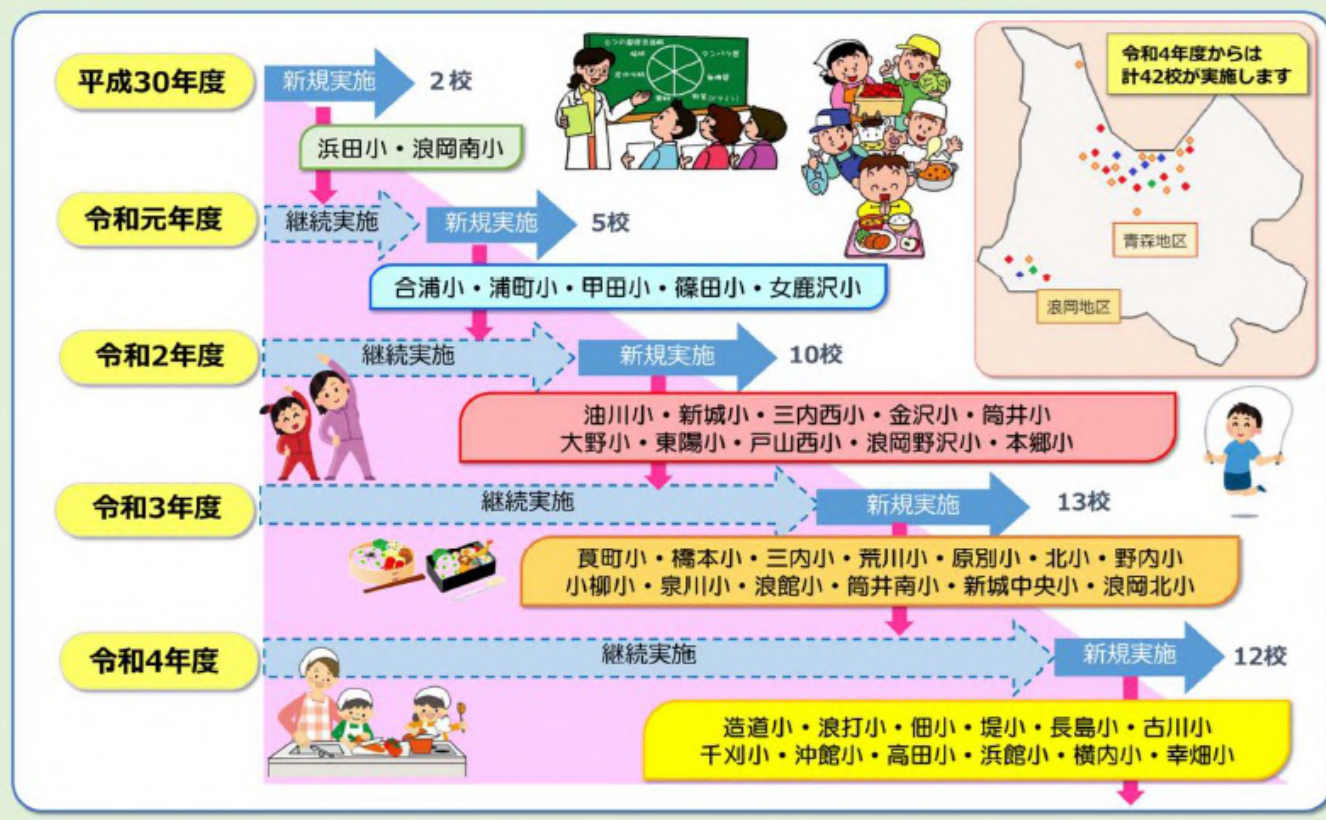 平成30年度
新規実施
2校
浜田小・浪岡南小
令和4年度からは
計42校が実施します
青森地区
浪岡地区
令和元年度
継続実施
新規実施
5校
合浦小・浦町小・甲田小・篠田小・女鹿沢小
令和2年度
継続実施
新規実施
10校
油川小・新城小・三内西小・金沢小・筒井小
大野小・東陽小・戸山西小・浪岡野沢小・本郷小
令和3年度
継続実施
新規実施
13校
莨町小・橋本小・三内小・荒川小・原別小・北小・野内小
小柳小・泉川小・浪館小・筒井南小・新城中央小・浪岡北小
令和4年度
継続実施
新規実施
12校
造道小・浪打小・佃小・堤小・長島小・古川小
千刈小・沖館小・高田小・浜館小・横内小・幸畑小